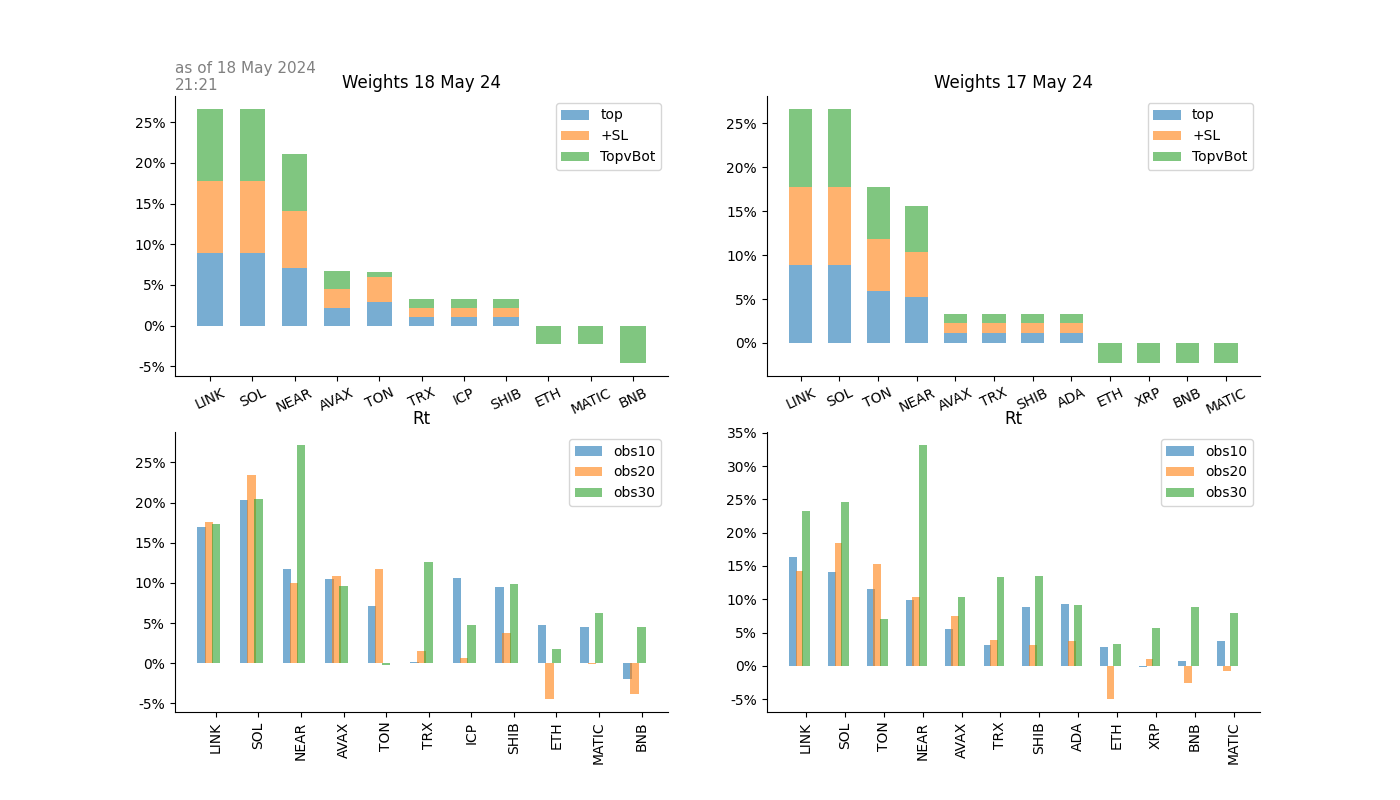 as of 18 May 2024
21:21
Weights 18 May 24
25%
20%
15%
10%
5%
0%
-5%
top
+SL
TopvBot
LINK SOL NEAR AVAX TON TRX ICP SHIB ETH MATIC BNB
Weights 17 May 24
25%
20%
15%
10%
5%
0%
top
+SL
TopvBot
LINK SOL TON NEAR AVAX TRX SHIB ADA ETH XRP BNB MATIC
Rt
25%
20%
15%
10%
5%
0%
-5%
obs10
obs20
obs30
LINK SOL NEAR AVAX TON TRX ICP SHIB ETH MATIC BNB
Rt
35%
30%
25%
20%
15%
10%
5%
0%
-5%
obs10
obs20
obs30
LINK SOL TON NEAR AVAX TRX SHIB ADA ETH XRP BNB MATIC